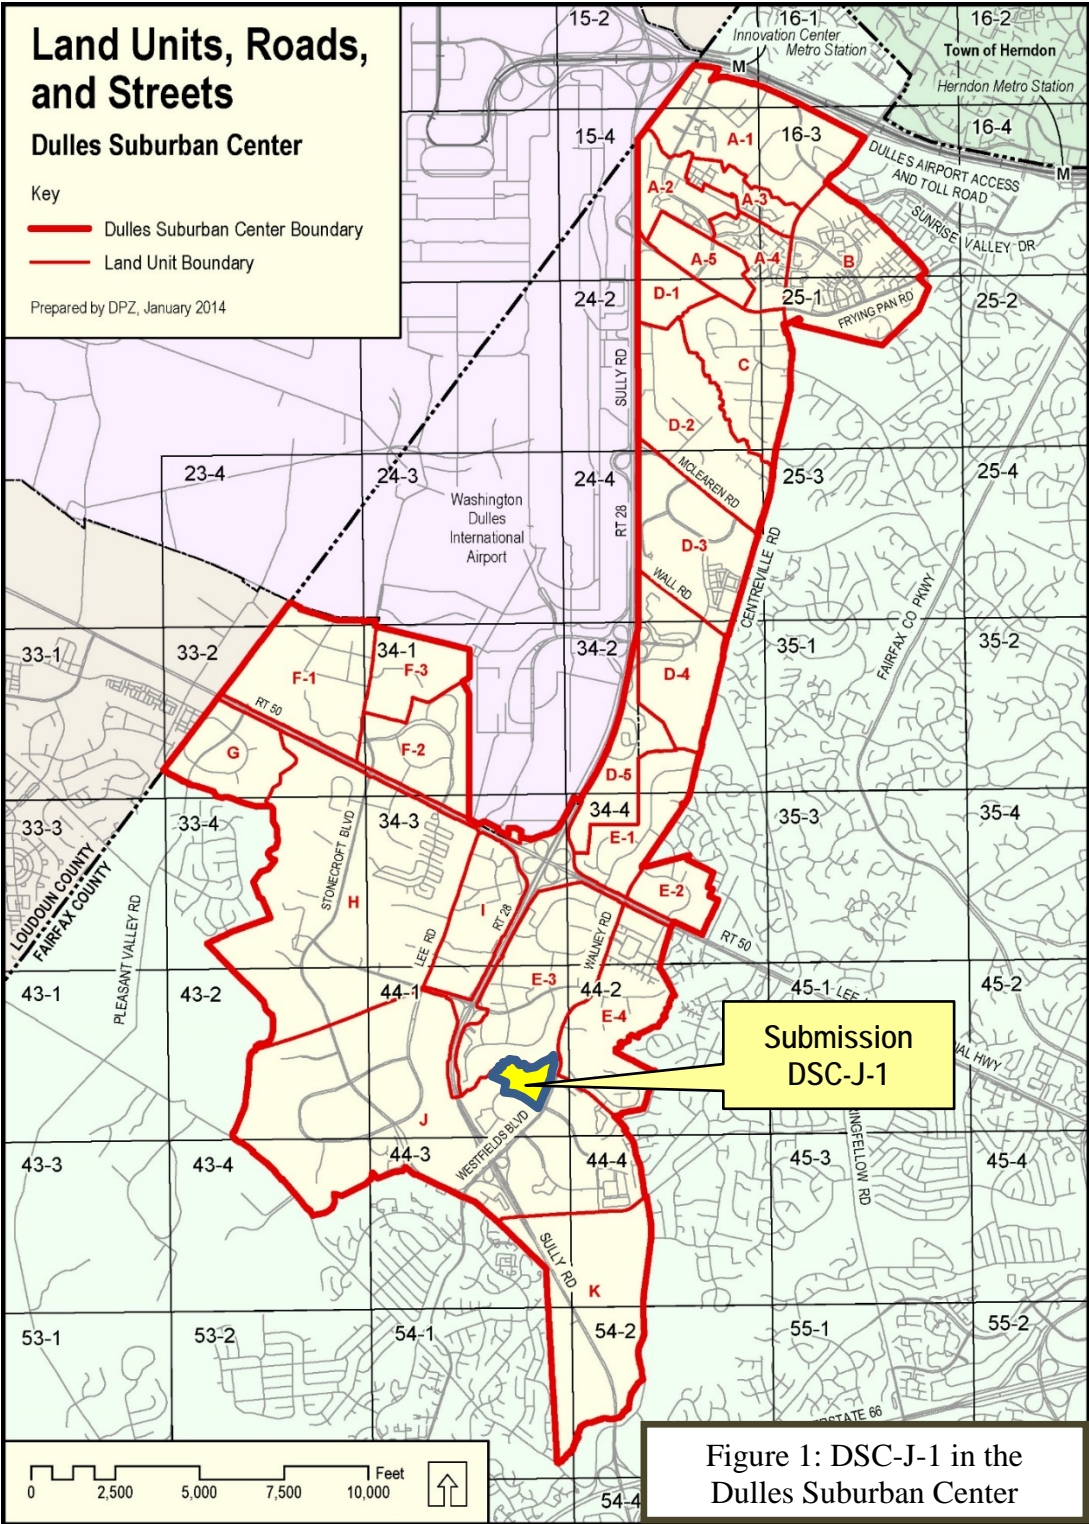 Land Units, Roads,
and Streets
Dulles Suburban Center
Key
Dulles Suburban Center Boundary
Land Unit Boundary
Prepared by DPZ, January 2014
15-2
16-1
16-2
Innovation Center
Metro Station
M
Town of Herndon
Herndon Metro Station
15-4
A-1
16-3
16-4
DULLES AIRPORT ACCESS
AND TOLL ROAD
M
A-2
A-3
SUNRISE VALLEY DR
A-5
A-4
B
24-2
D-1
25-1
FRYING PAN RD
25-2
SULLY RD
C
D-2
23-4
24-3
24-4
MCLEAREN RD
25-3
25-4
Washington
Dulles
International
Airport
RT 28
D-3
CENTREVILLE RD
WALL RD
FAIRFAX CO PKWY
33-1
33-2
34-1
34-2
35-1
35-2
F-1
F-3
D-4
RT 50
G
F-2
D-5
33-3
33-4
34-3
34-4
35-3
35-4
E-1
STONECROFT BLVD
LOUDOUN COUNTY
FAIRFAX COUNTY
PLEASANT VALLEY RD
H
I
E-2
RT 28
LEE RD
WALNEY RD
RT 50
43-1
43-2
44-1
E-3
44-2
45-1
LEE
45-2
E-4
Submission
DSC-J-1
IAL HWY
J
WESTFIELDS BLVD
RINGFELLOW RD
43-3
43-4
44-3
44-4
45-3
45-4
SULLY RD
K
53-1
53-2
54-1
54-2
55-1
55-2
ERSTATE 66
Feet
0
2,500
5,000
7,500
10,000
54-4
Figure 1: DSC-J-1 in the
Dulles Suburban Center